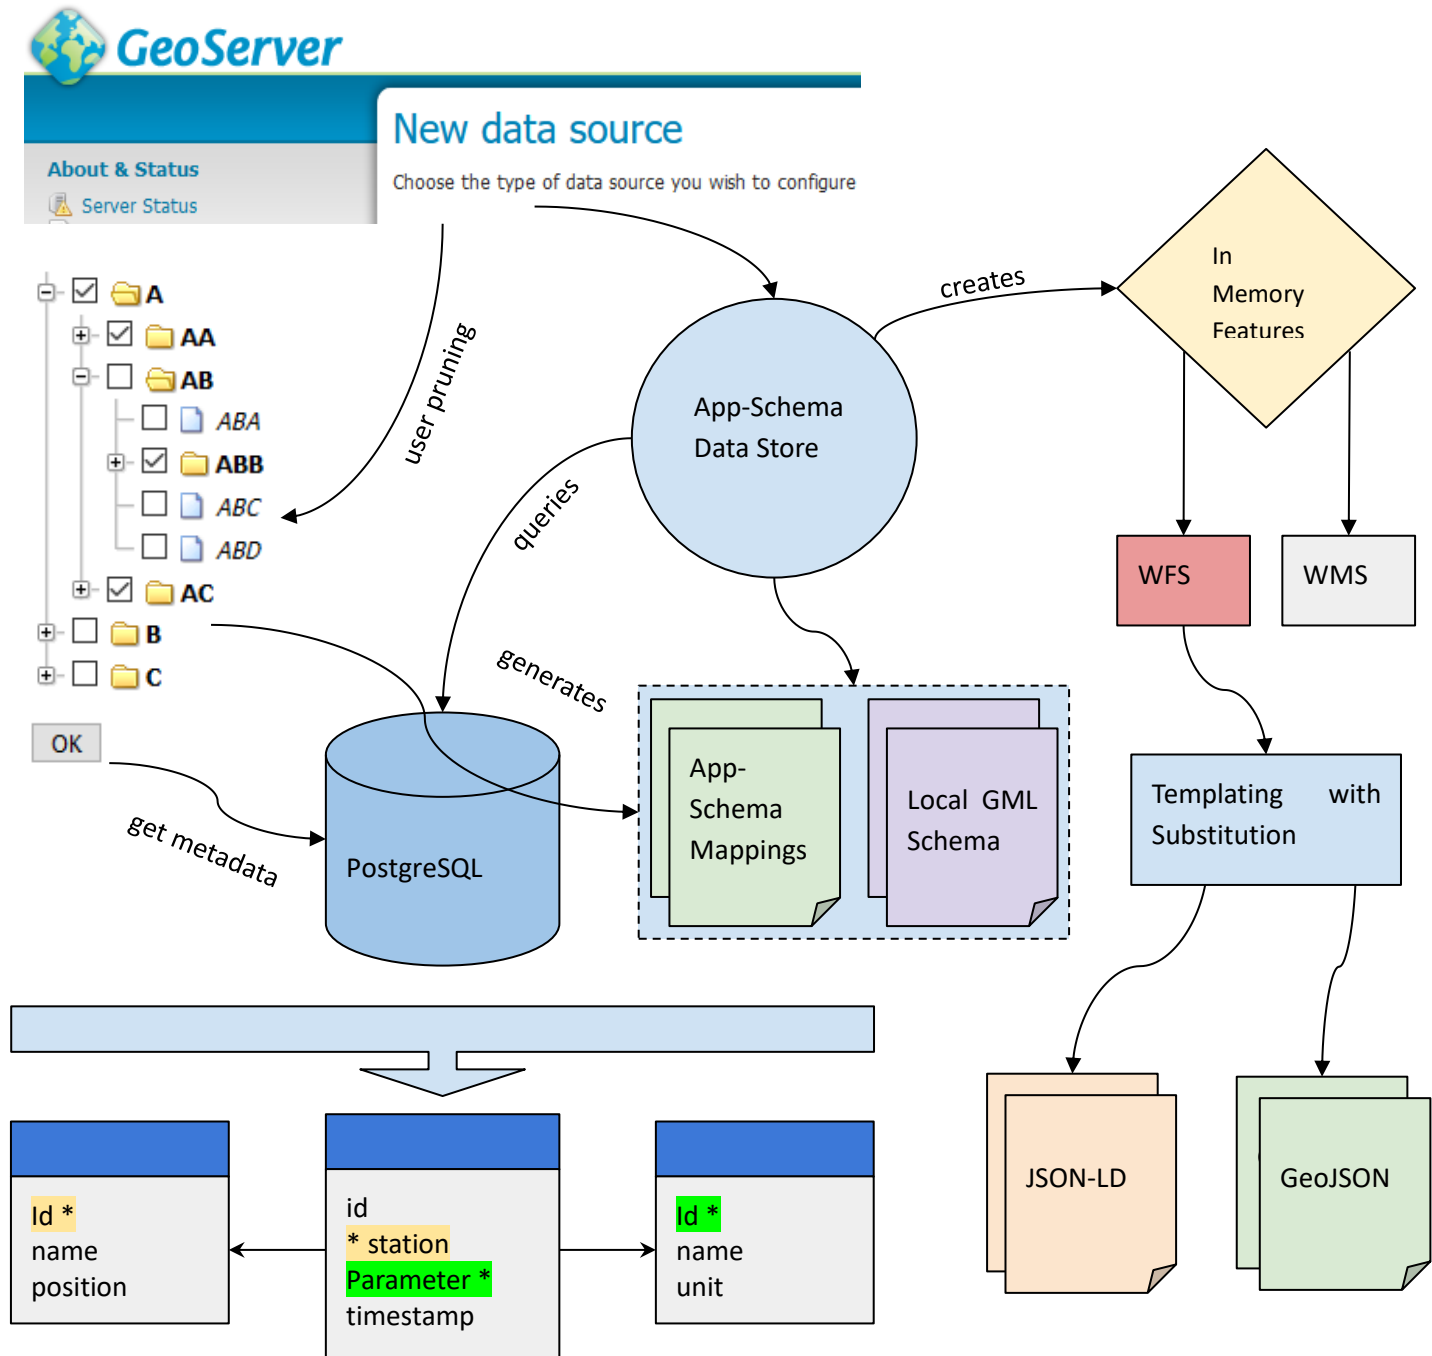 GeoServer
New data source
About & Status
Choose the type of data source you wish to configure
Server Status
In
Memory
Features
creates
A
AA
AB
ABA
ABB
ABC
ABD
AC
B
C
OK
user pruning
App-Schema
Data Store
queries
WFS
WMS
generates
get metadata
PostgreSQL
App-
Schema
Mappings
Local GML
Schema
Templating with
Substitution
Id *
name
position
id
* station
Parameter *
timestamp
Id *
name
unit
JSON-LD
GeoJSON